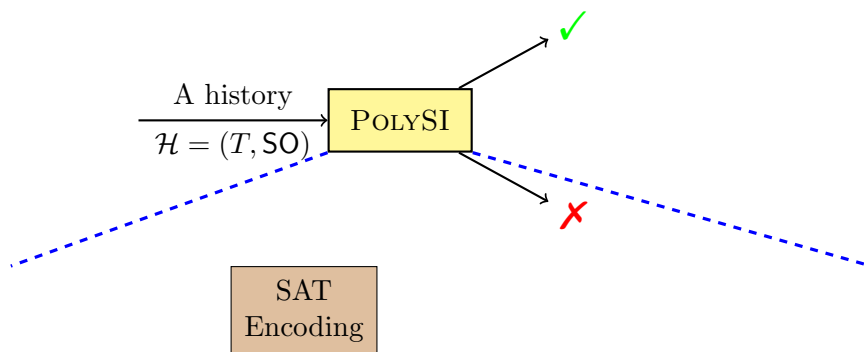 A history
ℋ = (T, SO)
PolySI
✓
✗
SAT
Encoding